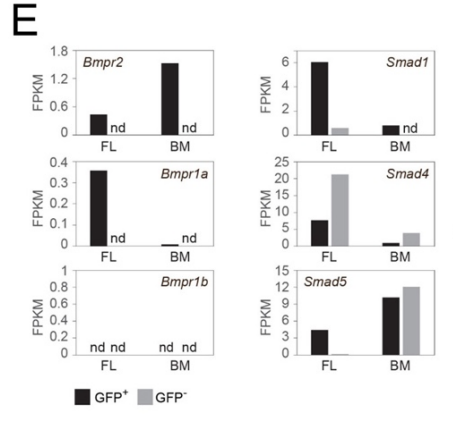 E
Bmpr2
FPKM
1.8
1.2
0.6
0
nd
nd
FL
BM
Smad1
FPKM
6
4
2
0
nd
FL
BM
Bmpr1a
FPKM
0.4
0.3
0.2
0.1
0
nd
nd
FL
BM
Smad4
FPKM
25
20
15
10
5
0
FL
BM
Bmpr1b
FPKM
1
0.8
0.6
0.4
0.2
0
nd nd
nd nd
FL
BM
Smad5
FPKM
15
12
9
6
3
0
FL
BM
GFP⁺ GFP⁻